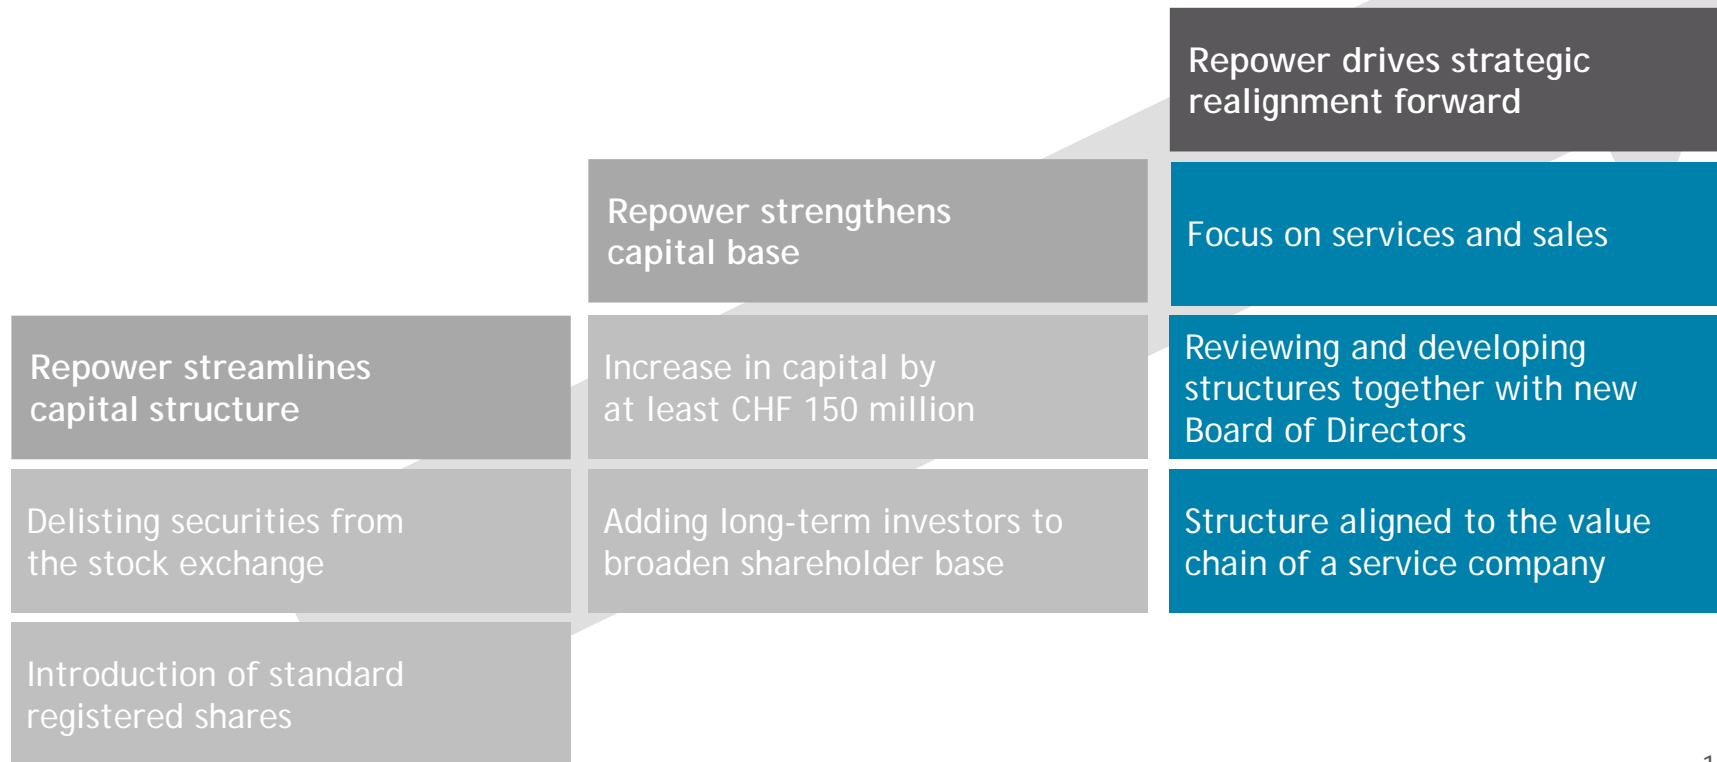 Repower drives strategic
realignment forward
Repower strengthens
capital base
Focus on services and sales
Repower streamlines
capital structure
Increase in capital by
at least CHF 150 million
Reviewing and developing
structures together with new
Board of Directors
Delisting securities from
the stock exchange
Adding long-term investors to
broaden shareholder base
Structure aligned to the value
chain of a service company
Introduction of standard
registered shares